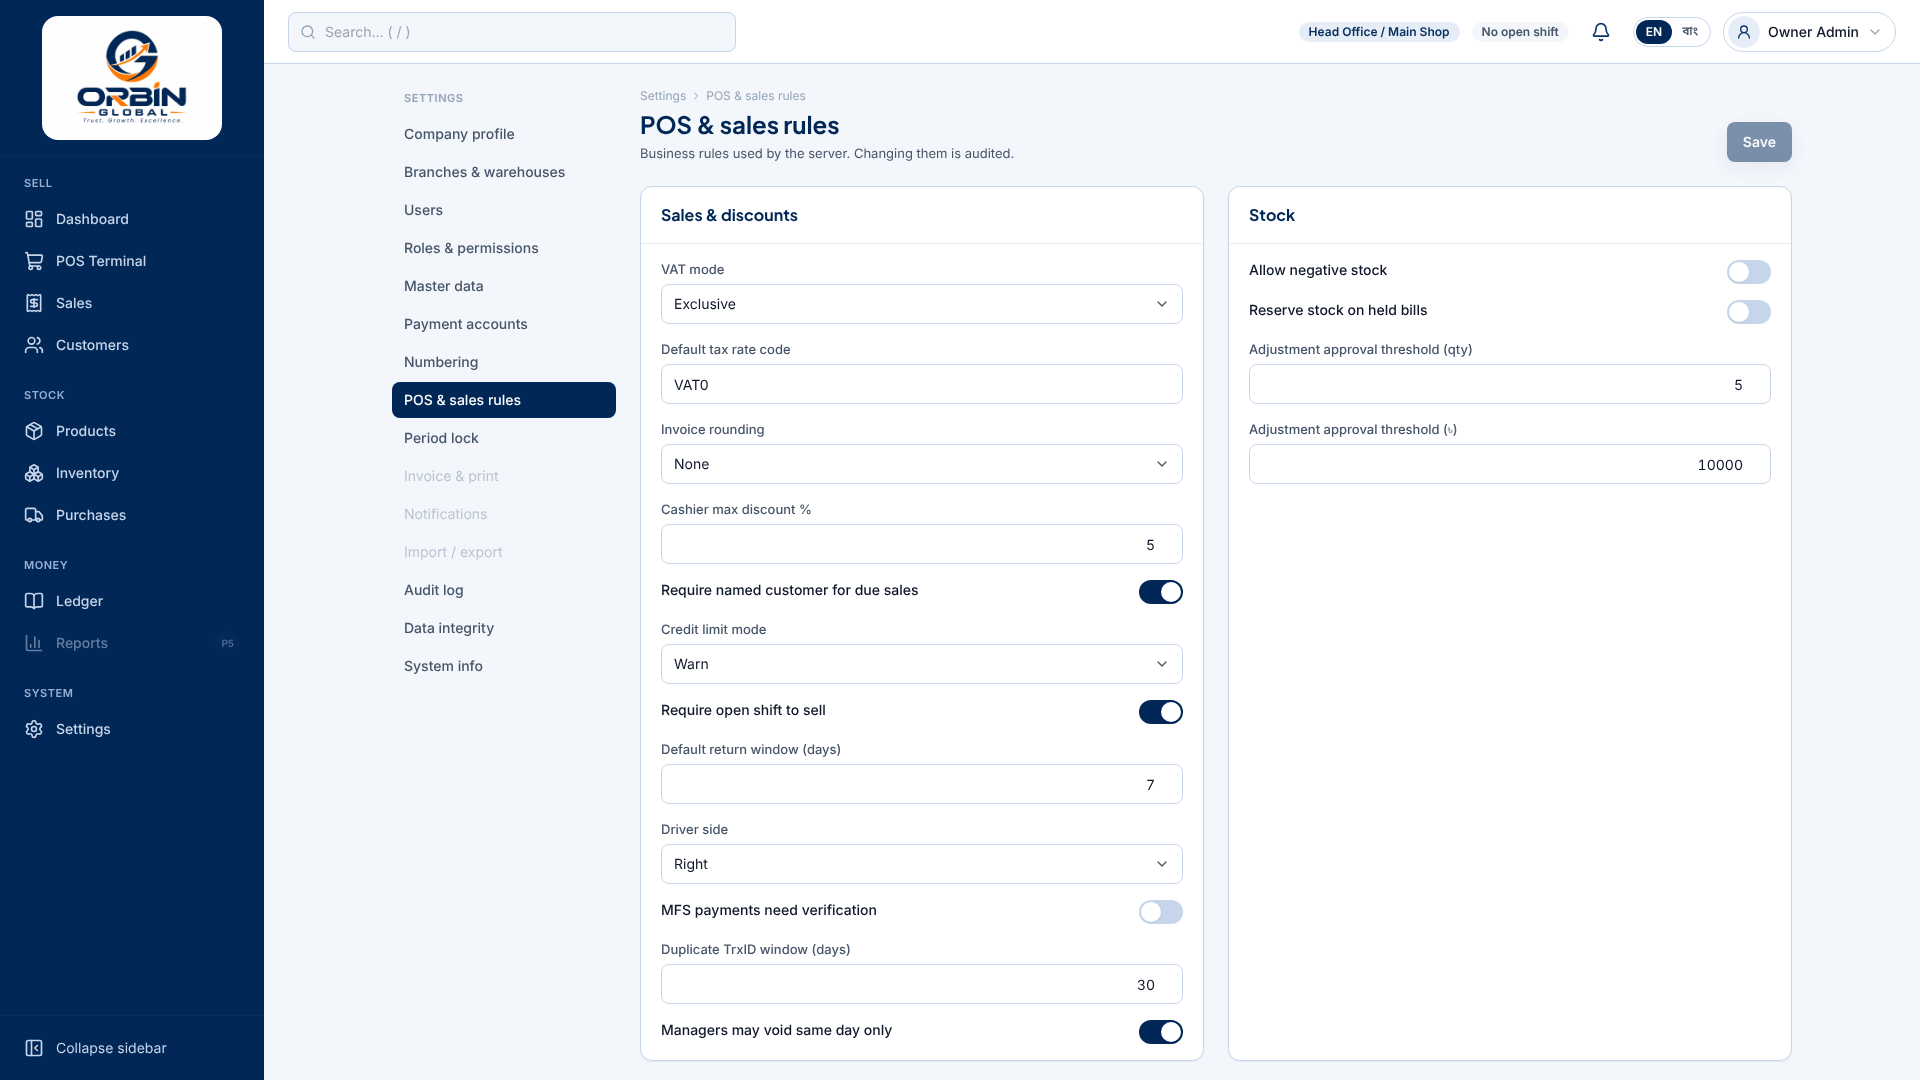 ORBIN
GLOBAL
Trust. Growth. Excellence.
SELL
Dashboard
POS Terminal
Sales
Customers
STOCK
Products
Inventory
Purchases
MONEY
Ledger
Reports P5
SYSTEM
Settings
Collapse sidebar
Search... ( / )
Head Office / Main Shop
No open shift
EN
বাং
Owner Admin
SETTINGS
Company profile
Branches & warehouses
Users
Roles & permissions
Master data
Payment accounts
Numbering
POS & sales rules
Period lock
Invoice & print
Notifications
Import / export
Audit log
Data integrity
System info
Settings > POS & sales rules
POS & sales rules
Business rules used by the server. Changing them is audited.
Save
Sales & discounts
VAT mode
Exclusive
Default tax rate code
VAT0
Invoice rounding
None
Cashier max discount %
5
Require named customer for due sales
Credit limit mode
Warn
Require open shift to sell
Default return window (days)
7
Driver side
Right
MFS payments need verification
Duplicate TrxID window (days)
30
Managers may void same day only
Stock
Allow negative stock
Reserve stock on held bills
Adjustment approval threshold (qty)
5
Adjustment approval threshold (৳)
10000